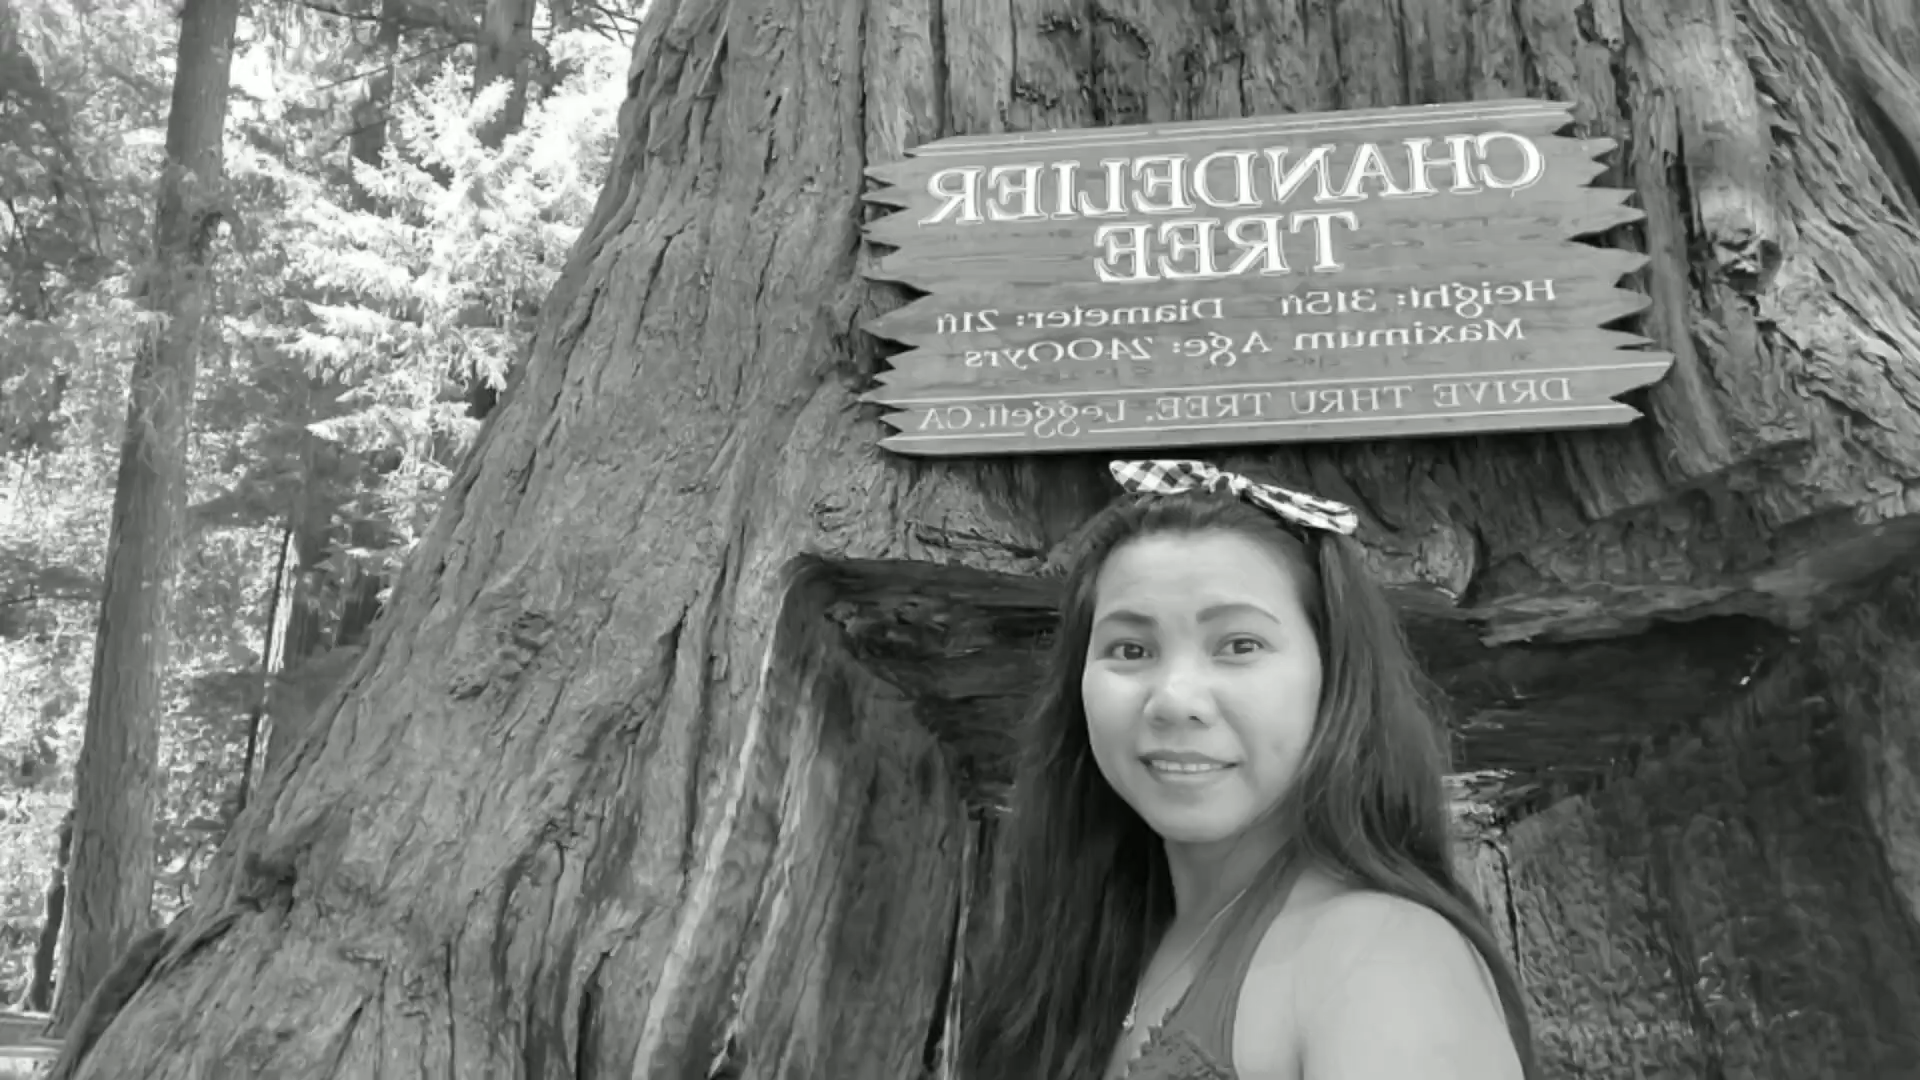 CHANDELIER
TREE
Height: 315ft Diameter: 21ft
Maximum Age: 2400yrs
DRIVE THRU TREE, Leggett, CA